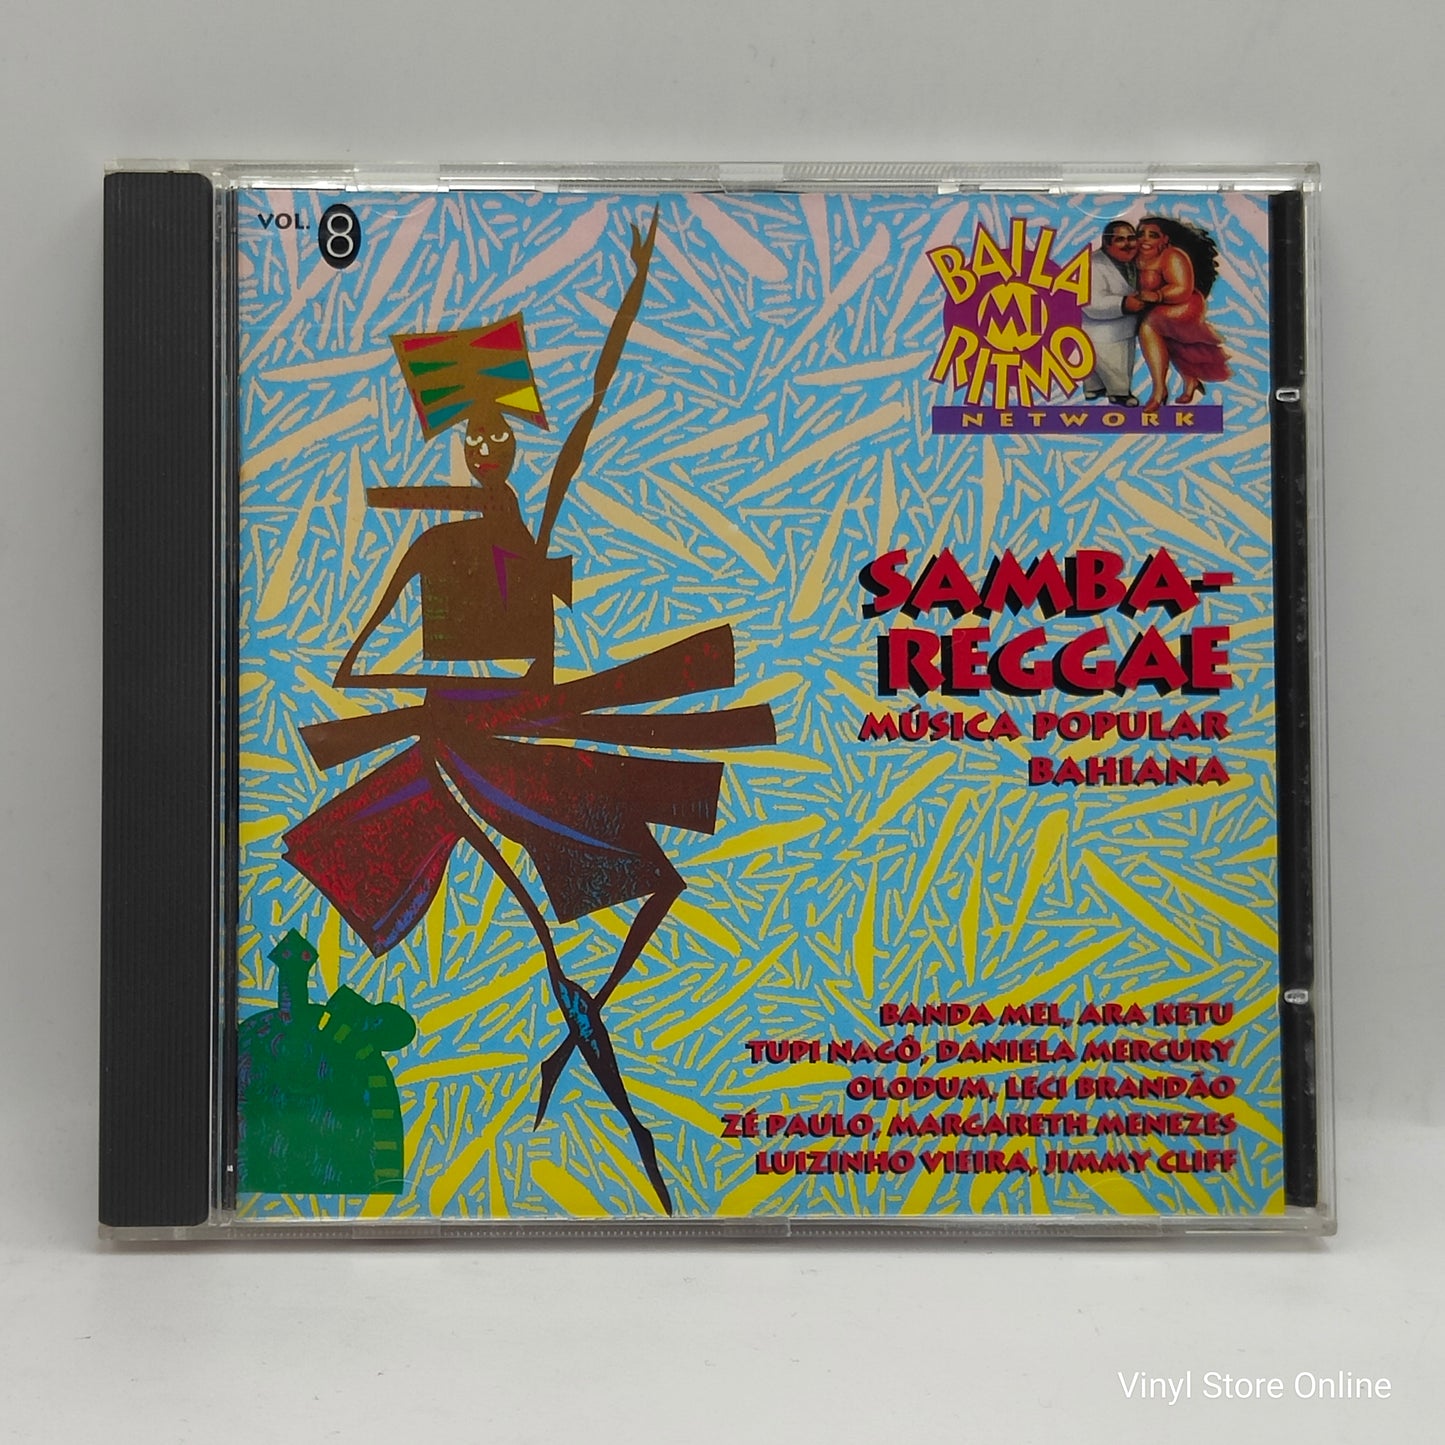 VOL. 8
BAILA
MI
RITMO
NETWORK
SAMBA-
REGGAE
MÚSICA POPULAR
BAHIANA
BANDA MEL, ARA KETU
TUPI NAGÔ, DANIELA MERCURY
OLODUM, LECI BRANDÃO
ZÉ PAULO, MARGARETH MENEZES
LUIZINHO VIEIRA, JIMMY CLIFF
Vinyl Store Online